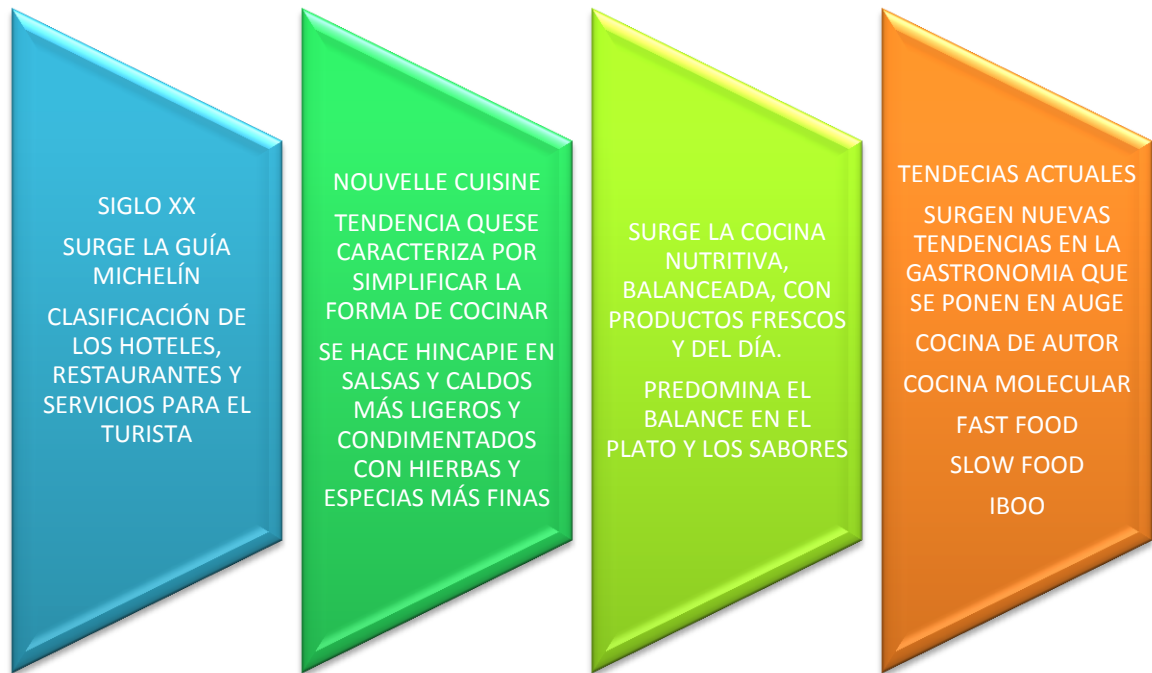 SIGLO XX
SURGE LA GUÍA
MICHELÍN
CLASIFICACIÓN DE
LOS HOTELES,
RESTAURANTES Y
SERVICIOS PARA EL
TURISTA
NOUVELLE CUISINE
TENDENCIA QUESE
CARACTERIZA POR
SIMPLIFICAR LA
FORMA DE COCINAR
SE HACE HINCAPIE EN
SALSAS Y CALDOS
MÁS LIGEROS Y
CONDIMENTADOS
CON HIERBAS Y
ESPECIAS MÁS FINAS
SURGE LA COCINA
NUTRITIVA,
BALANCEADA, CON
PRODUCTOS FRESCOS
Y DEL DÍA.
PREDOMINA EL
BALANCE EN EL
PLATO Y LOS SABORES
TENDECIAS ACTUALES
SURGEN NUEVAS
TENDENCIAS EN LA
GASTRONOMIA QUE
SE PONEN EN AUGE
COCINA DE AUTOR
COCINA MOLECULAR
FAST FOOD
SLOW FOOD
IBOO